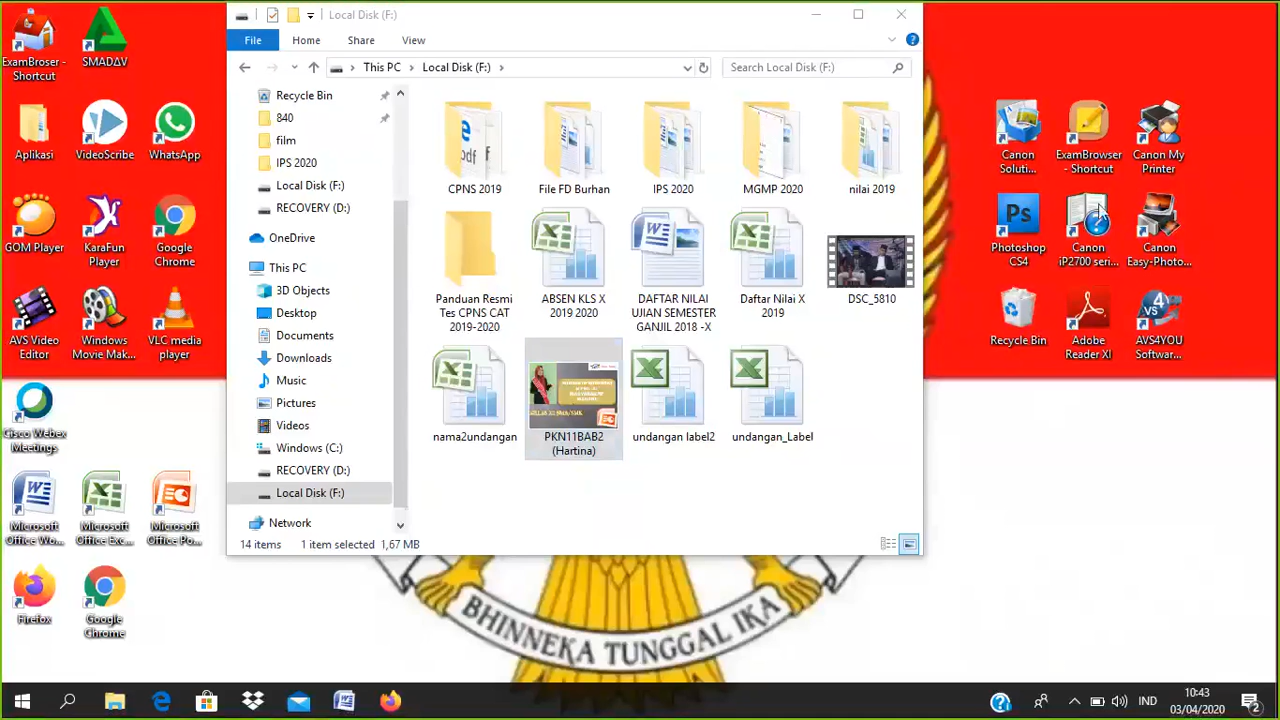 ExamBroser -
Shortcut
SMADΔV
Aplikasi
VideoScribe
WhatsApp
GOM Player
KaraFun
Player
Google
Chrome
AVS Video
Editor
Windows
Movie Mak...
VLC media
player
Cisco Webex
Meetings
Microsoft
Office Wo...
Microsoft
Office Exc...
Microsoft
Office Po...
Firefox
Google
Chrome
Local Disk (F:)
File
Home
Share
View
This PC
Local Disk (F:)
Search Local Disk (F:)
Recycle Bin
840
film
IPS 2020
Local Disk (F:)
RECOVERY (D:)
OneDrive
This PC
3D Objects
Desktop
Documents
Downloads
Music
Pictures
Videos
Windows (C:)
RECOVERY (D:)
Local Disk (F:)
Network
CPNS 2019
File FD Burhan
IPS 2020
MGMP 2020
nilai 2019
Panduan Resmi
Tes CPNS CAT
2019-2020
ABSEN KLS X
2019 2020
DAFTAR NILAI
UJIAN SEMESTER
GANJIL 2018 -X
Daftar Nilai X
2019
DSC_5810
nama2undangan
PKN11BAB2
(Hartina)
undangan label2
undangan_Label
14 items
1 item selected
1,67 MB
Canon
Soluti...
ExamBrowser
- Shortcut
Canon My
Printer
Photoshop
CS4
Canon
iP2700 seri...
Canon
Easy-Photo...
Recycle Bin
Adobe
Reader XI
AVS4YOU
Softwar...
BHINNEKA TUNGGAL IKA
IND
10:43
03/04/2020
2